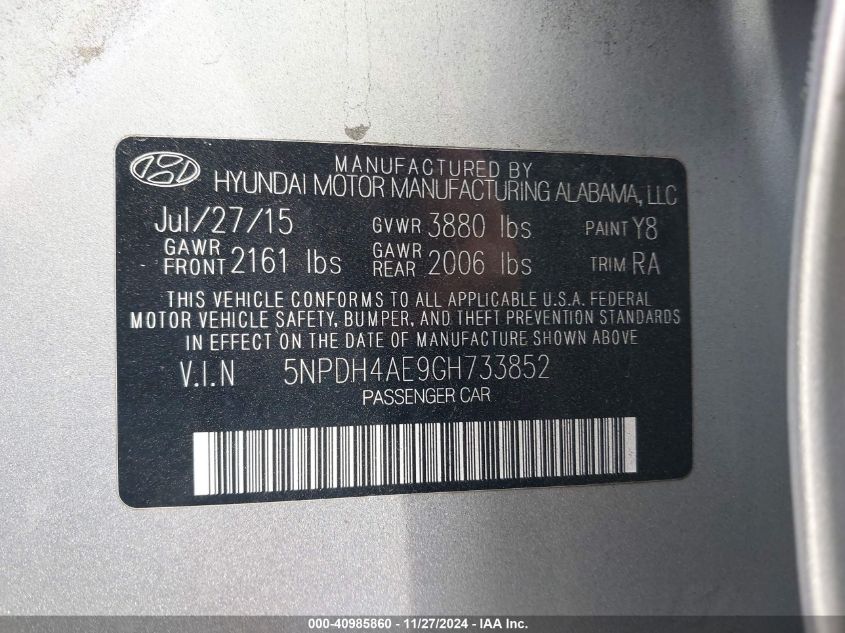 MANUFACTURED BY
HYUNDAI MOTOR MANUFACTURING ALABAMA, LLC
Jul/27/15 GVWR 3880 lbs PAINT Y8
GAWR FRONT 2161 lbs GAWR REAR 2006 lbs TRIM RA
THIS VEHICLE CONFORMS TO ALL APPLICABLE U.S.A. FEDERAL
MOTOR VEHICLE SAFETY, BUMPER, AND THEFT PREVENTION STANDARDS
IN EFFECT ON THE DATE OF MANUFACTURE SHOWN ABOVE
V.I.N 5NPDH4AE9GH733852
PASSENGER CAR
000-40985860 - 11/27/2024 - IAA Inc.